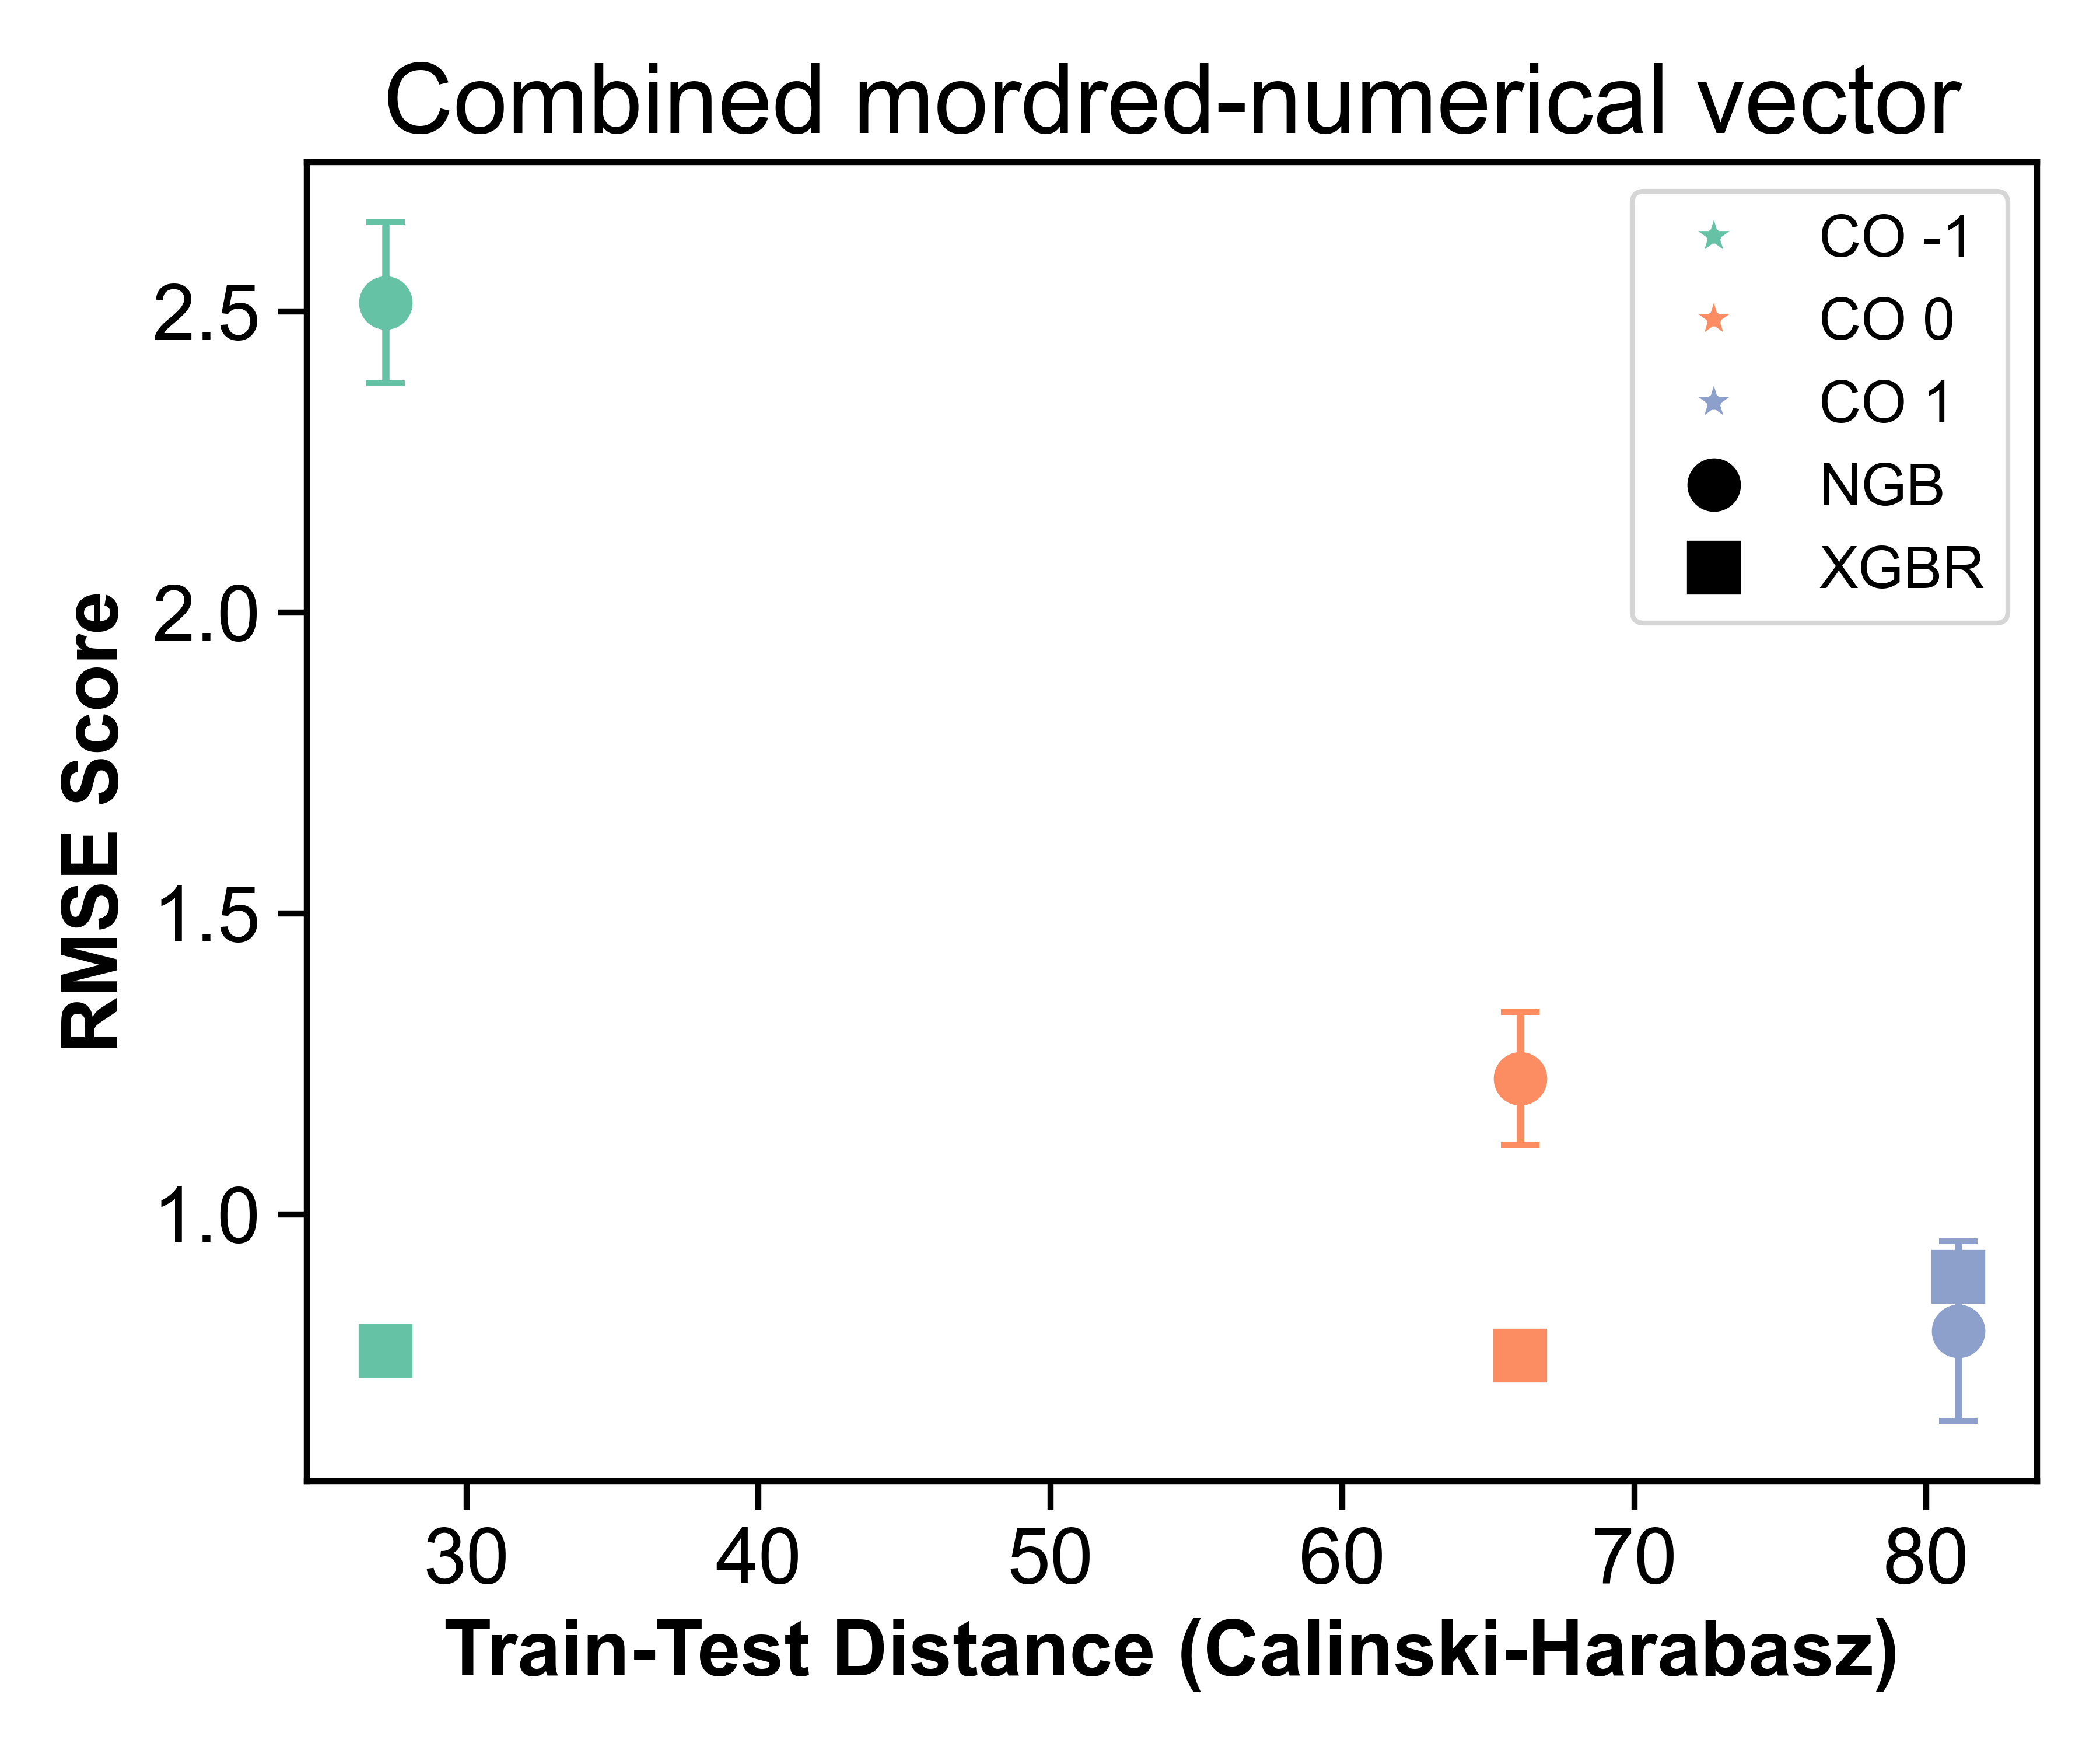 Combined mordred-numerical vector
CO -1
CO 0
CO 1
NGB
XGBR
RMSE Score
2.5
2.0
1.5
1.0
30 40 50 60 70 80
Train-Test Distance (Calinski-Harabasz)